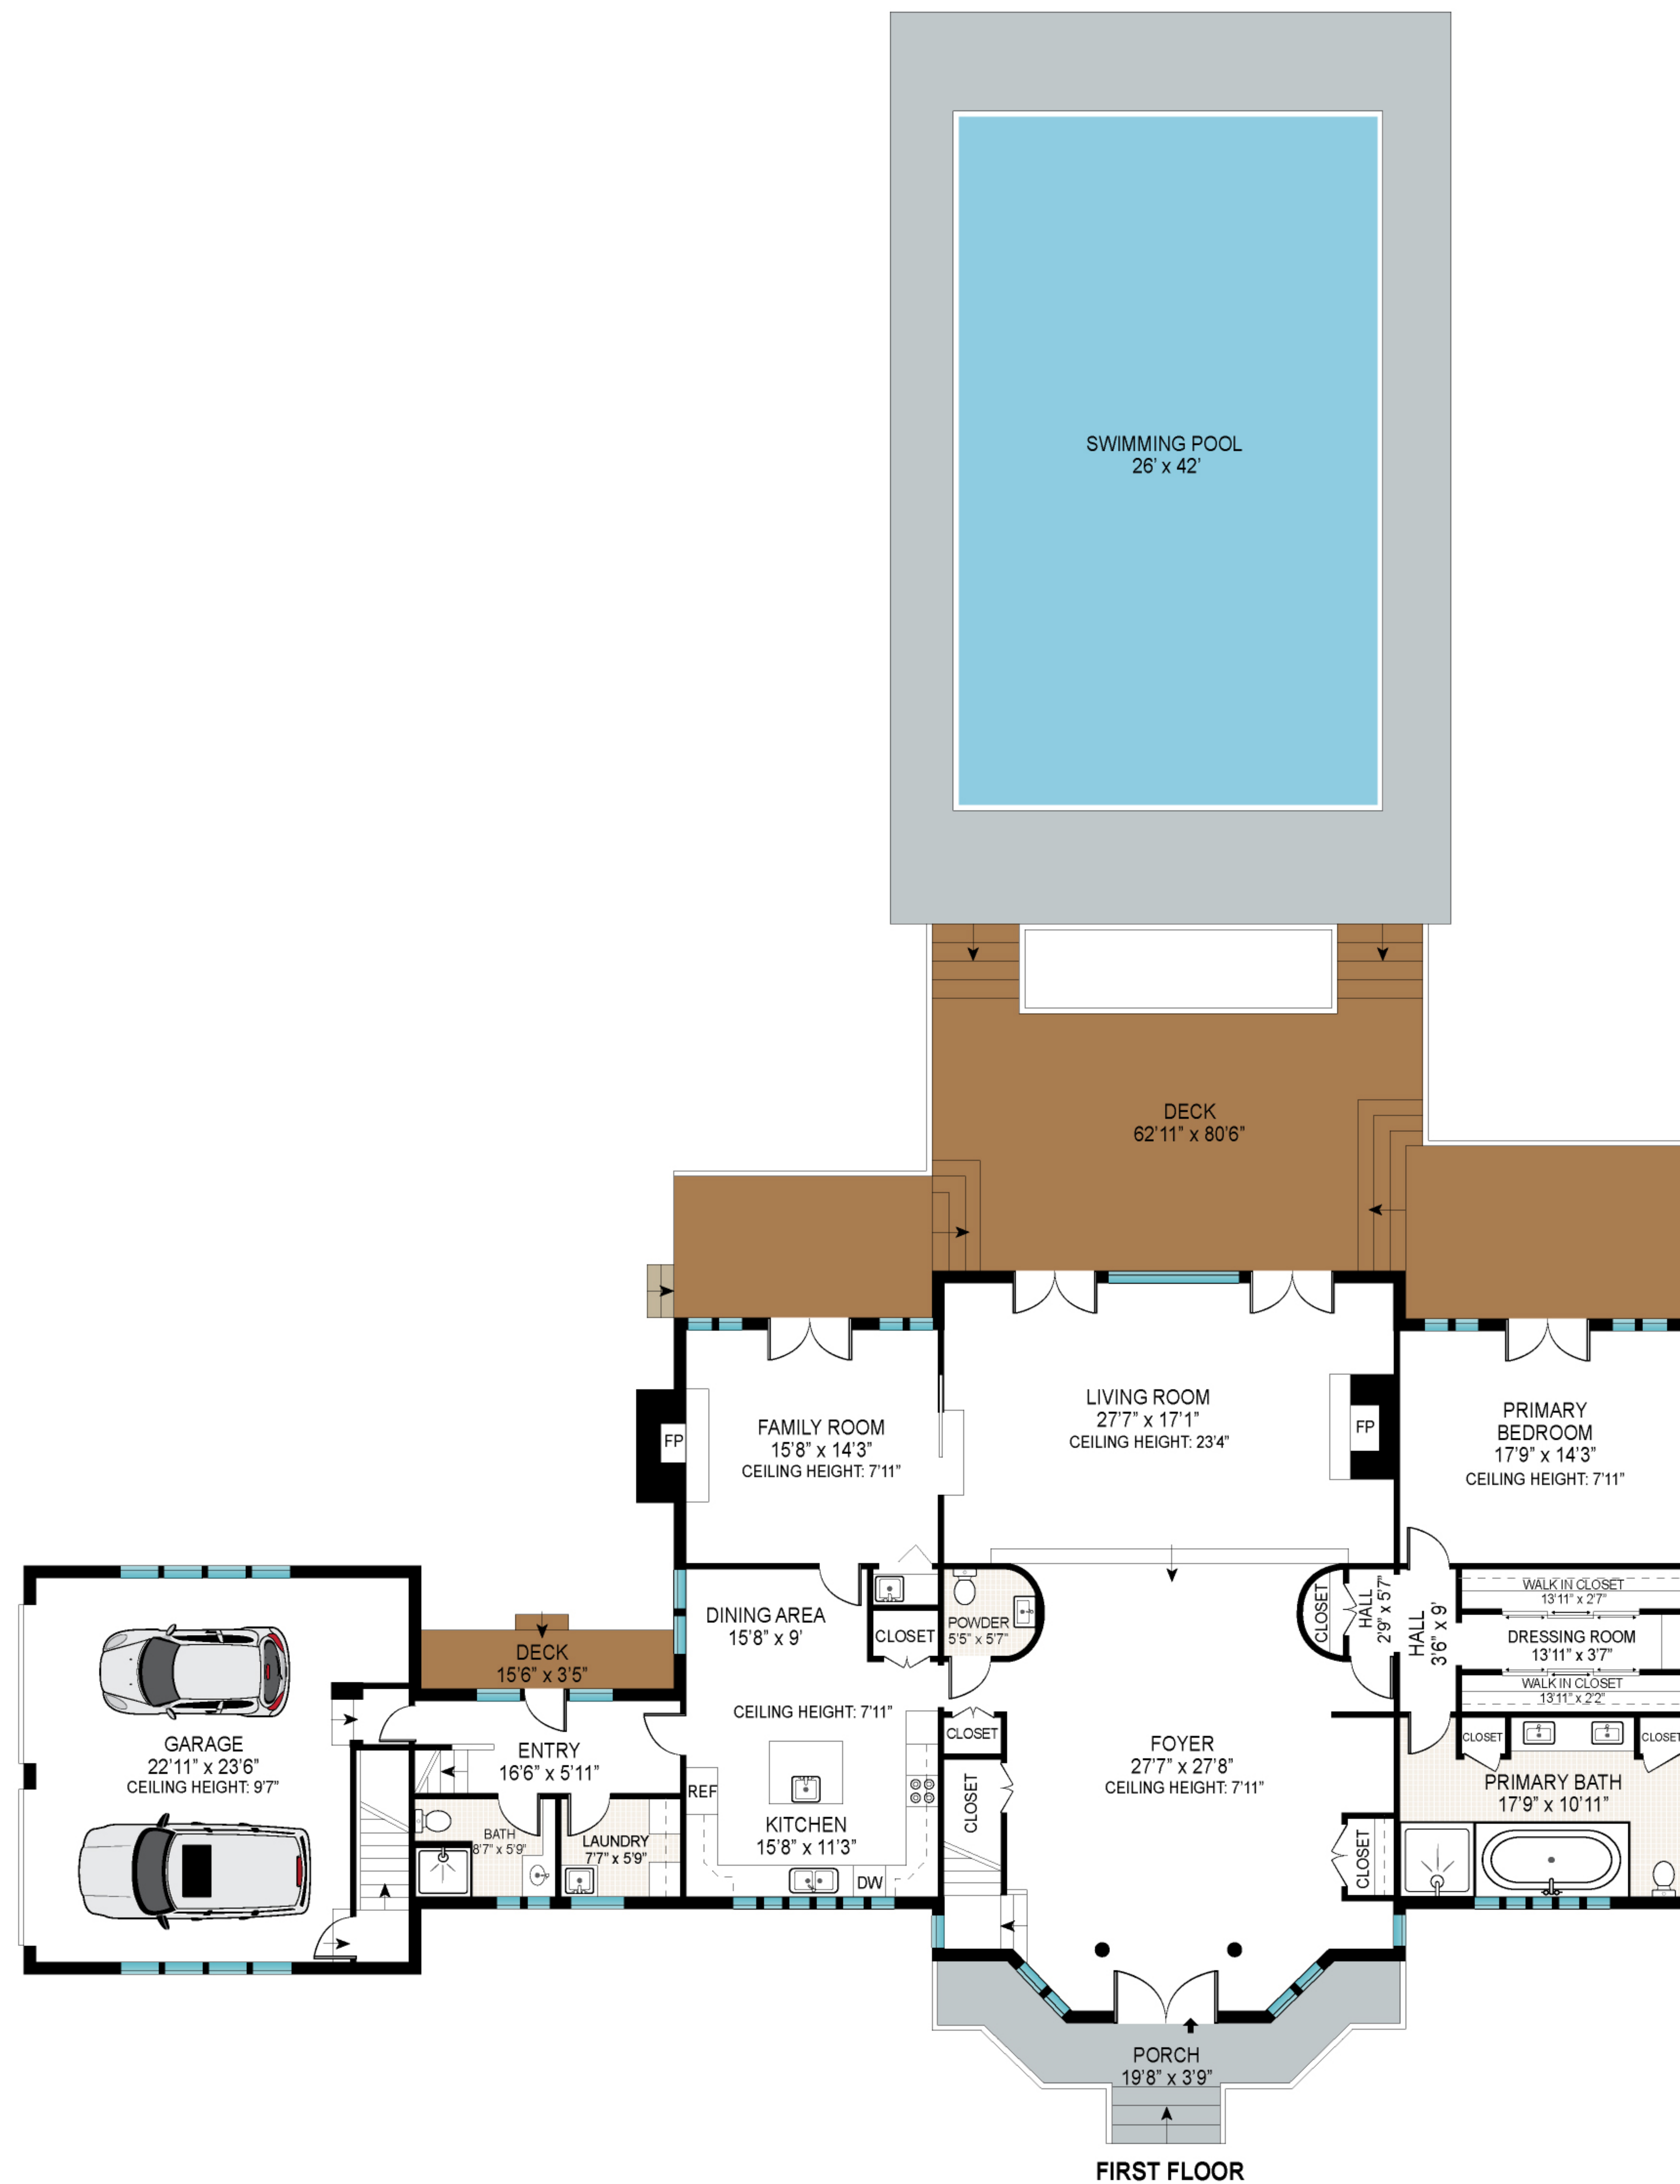 SWIMMING POOL
26' x 42'
DECK
62'11" x 80'6"
FAMILY ROOM
15'8" x 14'3"
CEILING HEIGHT: 7'11"
FP
LIVING ROOM
27'7" x 17'1"
CEILING HEIGHT: 23'4"
FP
PRIMARY
BEDROOM
17'9" x 14'3"
CEILING HEIGHT: 7'11"
DINING AREA
15'8" x 9'
CLOSET
POWDER
5'5" x 5'7"
CLOSET
HALL
2'9" x 5'7"
HALL
3'6" x 9'
WALK IN CLOSET
13'11" x 2'7"
DRESSING ROOM
13'11" x 3'7"
WALK IN CLOSET
13'11" x 2'2"
DECK
15'6" x 3'5"
CEILING HEIGHT: 7'11"
CLOSET
GARAGE
22'11" x 23'6"
CEILING HEIGHT: 9'7"
ENTRY
16'6" x 5'11"
REF
CLOSET
FOYER
27'7" x 27'8"
CEILING HEIGHT: 7'11"
CLOSET
CLOSET
PRIMARY BATH
17'9" x 10'11"
BATH
8'7" x 5'9"
LAUNDRY
7'7" x 5'9"
KITCHEN
15'8" x 11'3"
DW
CLOSET
PORCH
19'8" x 3'9"
FIRST FLOOR